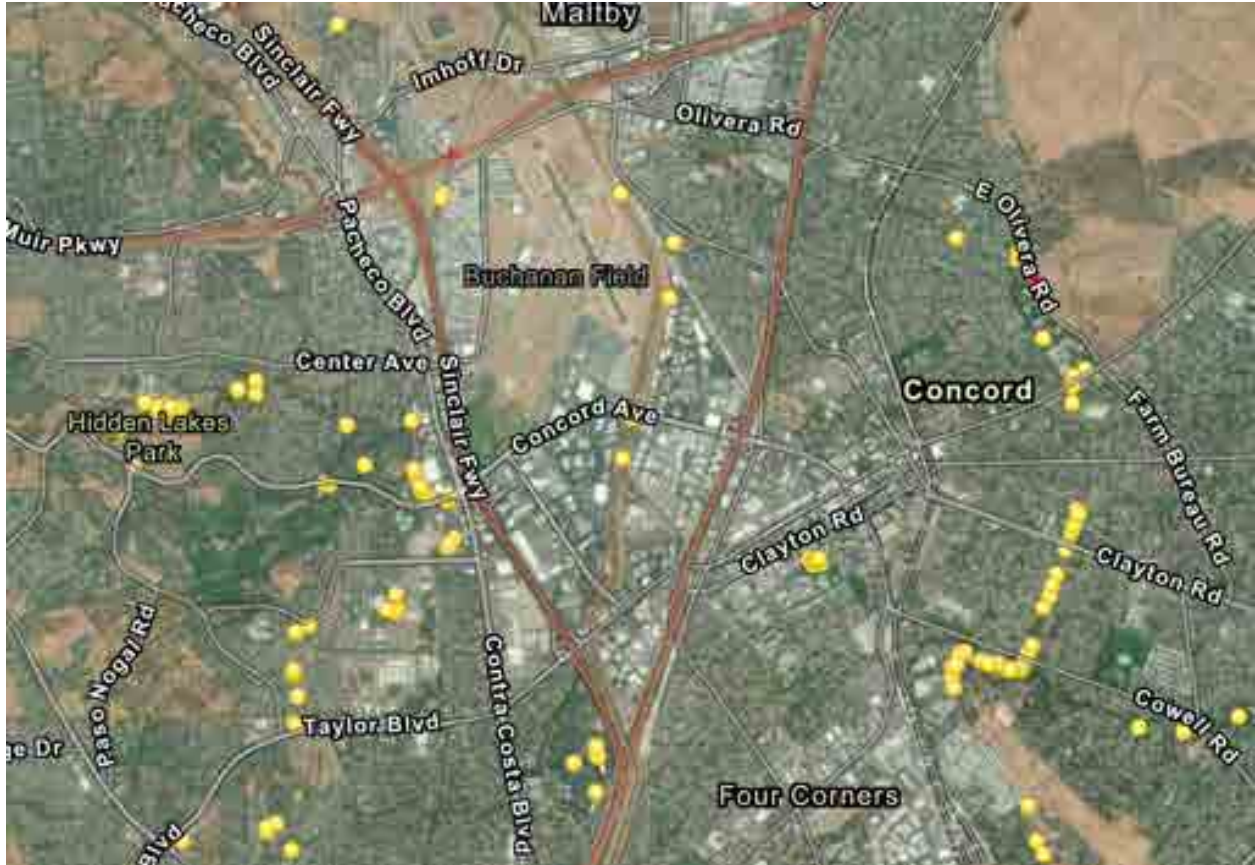 Maltby
Pacheco Blvd
Sinclair Fwy
Imhoff Dr
Olivera Rd
E Olivera Rd
Muir Pkwy
Pacheco Blvd
Buchanan Field
Center Ave
Sinclair Fwy
Concord
Concord Ave
Hidden Lakes
Park
Farm Bureau Rd
Clayton Rd
Clayton Rd
Paso Nogal Rd
Contra Costa Blvd
Taylor Blvd
Cowell Rd
ge Dr
Four Corners
Blvd